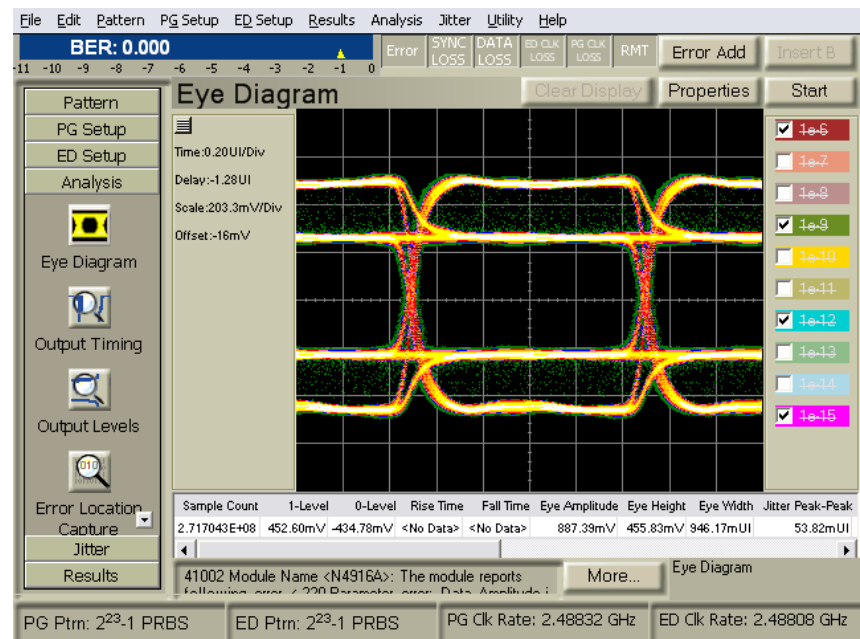 File Edit Pattern PG Setup ED Setup Results Analysis Jitter Utility Help
BER: 0.000
-11 -10 -9 -8 -7 -6 -5 -4 -3 -2 -1 0
Error
SYNC LOSS
DATA LOSS
ED CLK LOSS
PG CLK LOSS
RMT
Error Add
Insert B
Eye Diagram
Clear Display
Properties
Start
Pattern
PG Setup
ED Setup
Analysis
Eye Diagram
Output Timing
Output Levels
Error Location
Capture
Jitter
Results
Time:0.20UI/Div
Delay:-1.28UI
Scale:203.3mV/Div
Offset:-16mV
1e-6
1e-7
1e-8
1e-9
1e-10
1e-11
1e-12
1e-13
1e-14
1e-15
Sample Count 1-Level 0-Level Rise Time Fall Time Eye Amplitude Eye Height Eye Width Jitter Peak-Peak
2.717043E+08 452.60mV -434.78mV <No Data> <No Data> 887.39mV 455.83mV 946.17mUI 53.82mUI
41002 Module Name <N4916A>: The module reports
More...
Eye Diagram
PG Ptrn: 2²³-1 PRBS
ED Ptrn: 2²³-1 PRBS
PG Clk Rate: 2.48832 GHz
ED Clk Rate: 2.48808 GHz